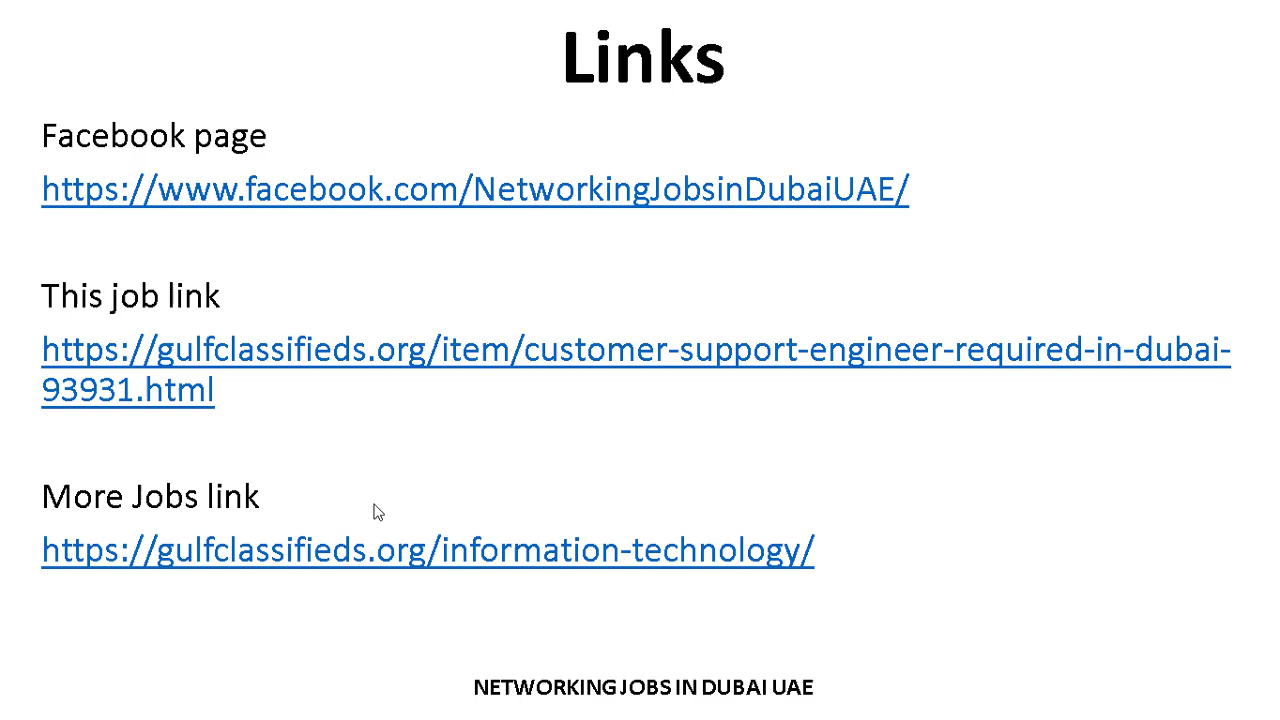 Links
Facebook page
https://www.facebook.com/NetworkingJobsinDubaiUAE/
This job link
https://gulfclassifieds.org/item/customer-support-engineer-required-in-dubai-
93931.html
More Jobs link
https://gulfclassifieds.org/information-technology/
NETWORKING JOBS IN DUBAI UAE